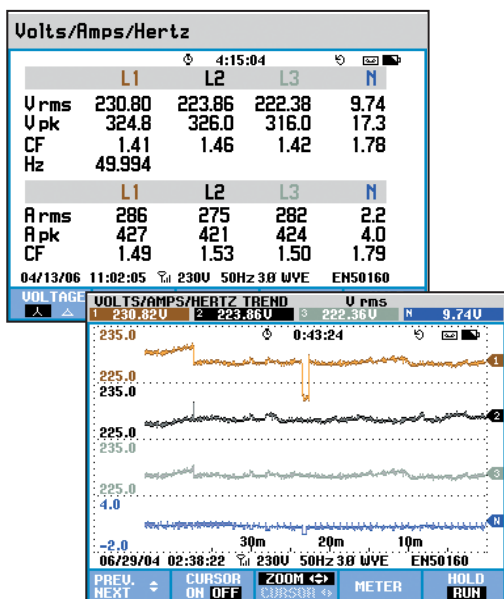 Volts/Amps/Hertz
4:15:04
L1 L2 L3 N
V rms 230.80 223.86 222.38 9.74
V pk 324.8 326.0 316.0 17.3
CF 1.41 1.46 1.42 1.78
Hz 49.994
L1 L2 L3 N
A rms 286 275 282 2.2
A pk 427 421 424 4.0
CF 1.49 1.53 1.50 1.79
04/13/06 11:02:05 230V 50Hz 3Ø WYE EN50160
VOLTAGE
VOLTS/AMPS/HERTZ TREND V rms
1 230.82V 2 223.86V 3 222.36V N 9.74V
235.0 0:43:24
1
225.0
235.0
2
225.0
235.0
3
225.0
4.0
N
-2.0 30m 20m 10m
06/29/04 02:38:22 230V 50Hz 3Ø WYE EN50160
PREV. NEXT
CURSOR ON OFF
ZOOM
CURSOR
METER
HOLD RUN